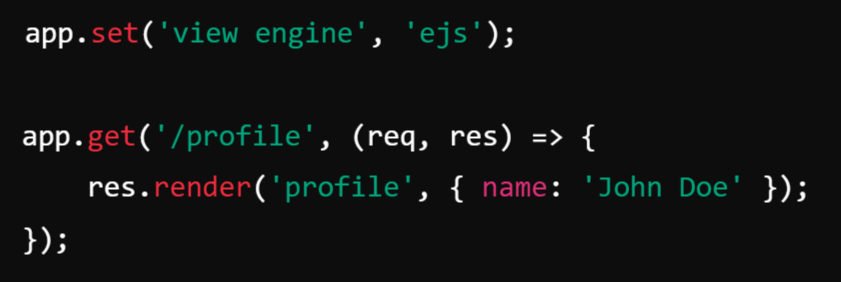 app.set('view engine', 'ejs');
app.get('/profile', (req, res) => {
    res.render('profile', { name: 'John Doe' });
});